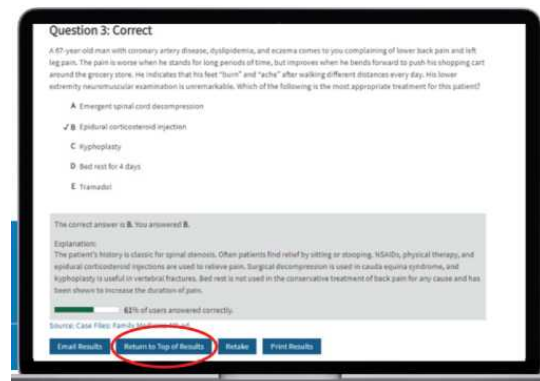 Question 3: Correct
A 67-year-old man with coronary artery disease, dyslipidemia, and eczema comes to you complaining of lower back pain and left
leg pain. The pain is worse when he stands for long periods of time, but improves when he bends forward to push his shopping cart
around the grocery store. He indicates that his feet "burn" and "ache" after walking different distances every day. His lower
extremity neuromuscular examination is unremarkable. Which of the following is the most appropriate treatment for this patient?
A Emergent spinal cord decompression
✓ B Epidural corticosteroid injection
C Kyphoplasty
D Bed rest for 4 days
E Tramadol
The correct answer is B. You answered B.
Explanation:
The patient's history is classic for spinal stenosis. Often patients find relief by sitting or stooping. NSAIDs, physical therapy, and
epidural corticosteroid injections are used to relieve pain. Surgical decompression is used in cauda equina syndrome, and
kyphoplasty is useful in vertebral fractures. Bed rest is not used in the conservative treatment of back pain for any cause and has
been shown to increase the duration of pain.
61% of users answered correctly.
Source: Case Files: Family Medicine
Email Results Return to Top of Results Retake Print Results